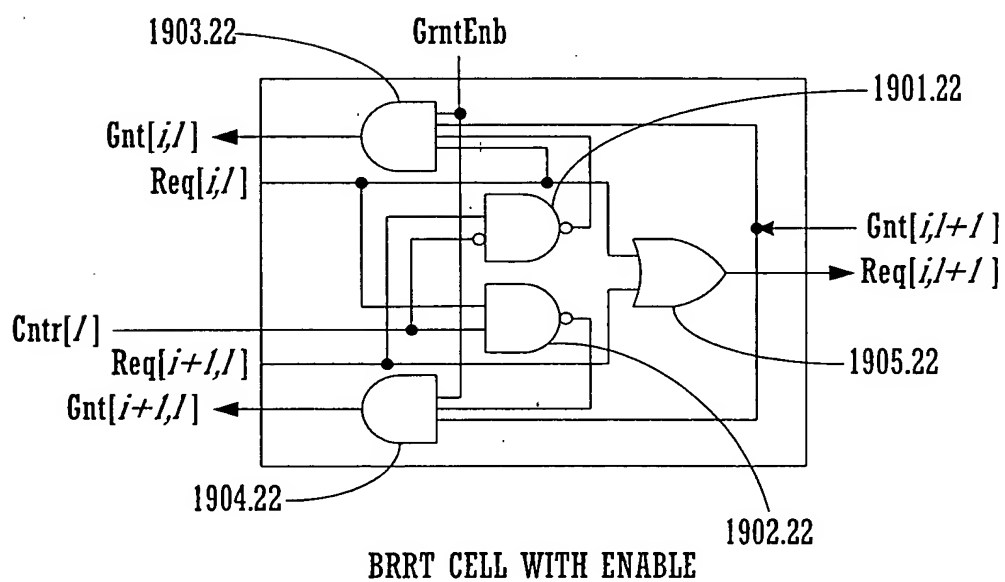 1903.22
GrntEnb
1901.22
Gnt[i,l]
Req[i,l]
Gnt[i,l+1]
Req[i,l+1]
Cntr[l]
Req[i+1,l]
Gnt[i+1,l]
1905.22
1904.22
1902.22
BRRT CELL WITH ENABLE